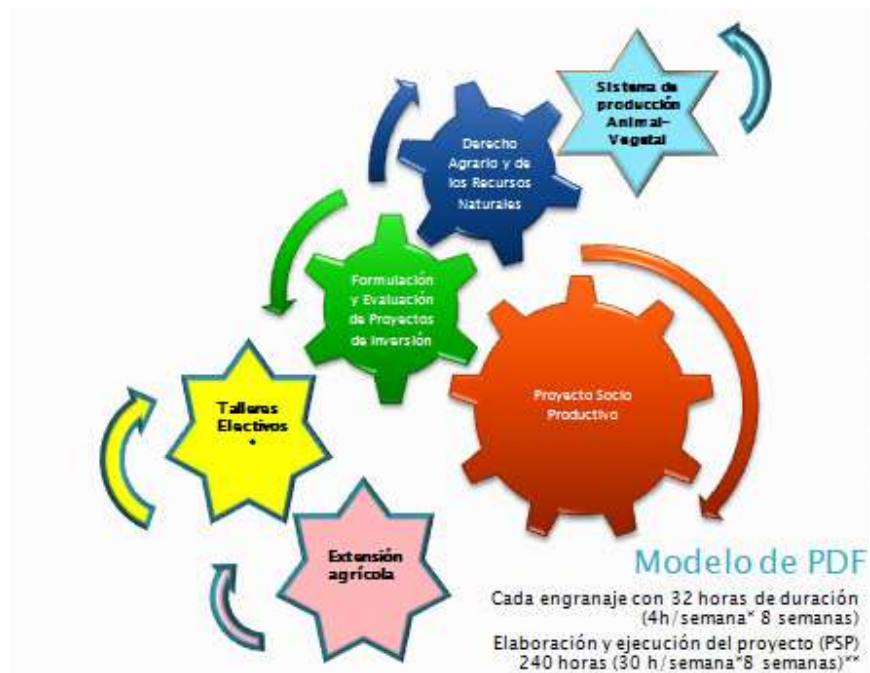 Sistema de
producción
Animal-
Vegetal
Derecho
Agrario y de
los Recursos
Naturales
Formulación
y Evaluación
de Proyectos
de Inversión
Proyecto Socio
Productivo
Talleres
Electivos
*
Extensión
agrícola
Modelo de PDF
Cada engranaje con 32 horas de duración
(4h/semana* 8 semanas)
Elaboración y ejecución del proyecto (PSP)
240 horas (30 h/semana*8 semanas)**